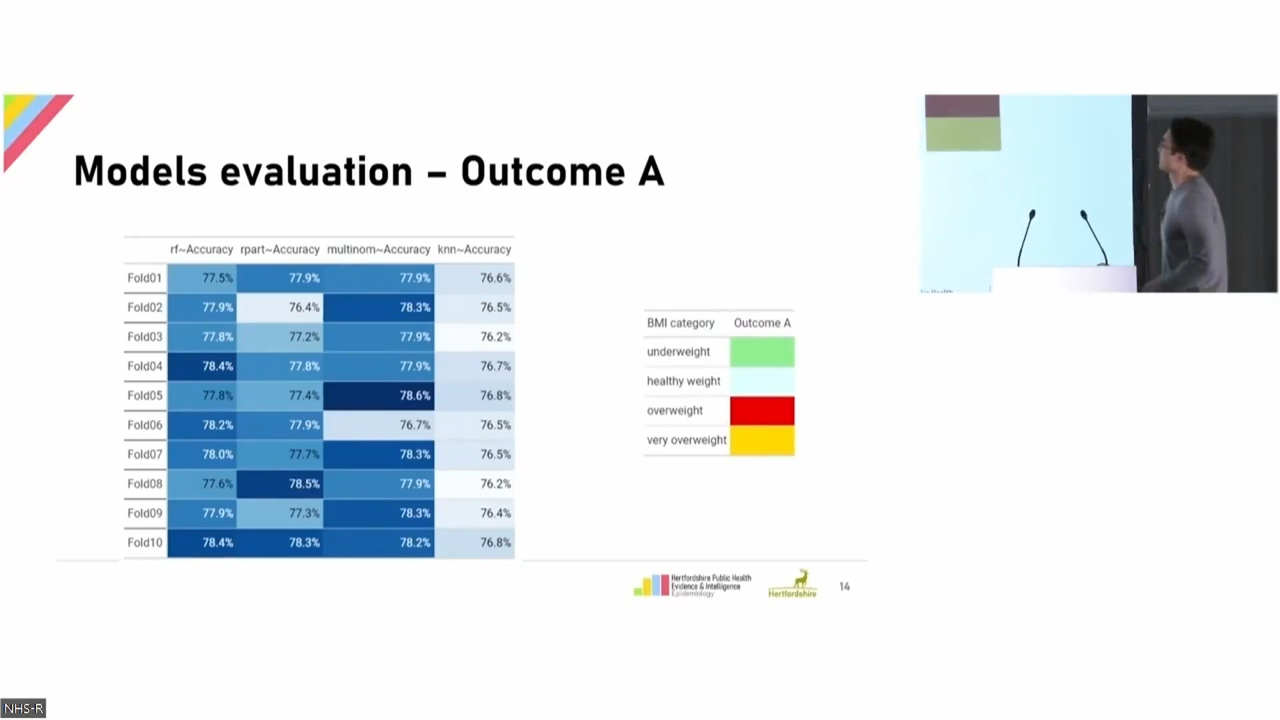 Models evaluation – Outcome A
rf~Accuracy rpart~Accuracy multinom~Accuracy knn~Accuracy
Fold01 77.5% 77.9% 77.9% 76.6%
Fold02 77.9% 76.4% 78.3% 76.5%
Fold03 77.8% 77.2% 77.9% 76.2%
Fold04 78.4% 77.8% 77.9% 76.7%
Fold05 77.8% 77.4% 78.6% 76.8%
Fold06 78.2% 77.9% 76.7% 76.5%
Fold07 78.0% 77.7% 78.3% 76.5%
Fold08 77.6% 78.5% 77.9% 76.2%
Fold09 77.9% 77.3% 78.3% 76.4%
Fold10 78.4% 78.3% 78.2% 76.8%
BMI category Outcome A
underweight
healthy weight
overweight
very overweight
Hertfordshire Public Health
Evidence & Intelligence
Epidemiology
Hertfordshire
14
NHS-R